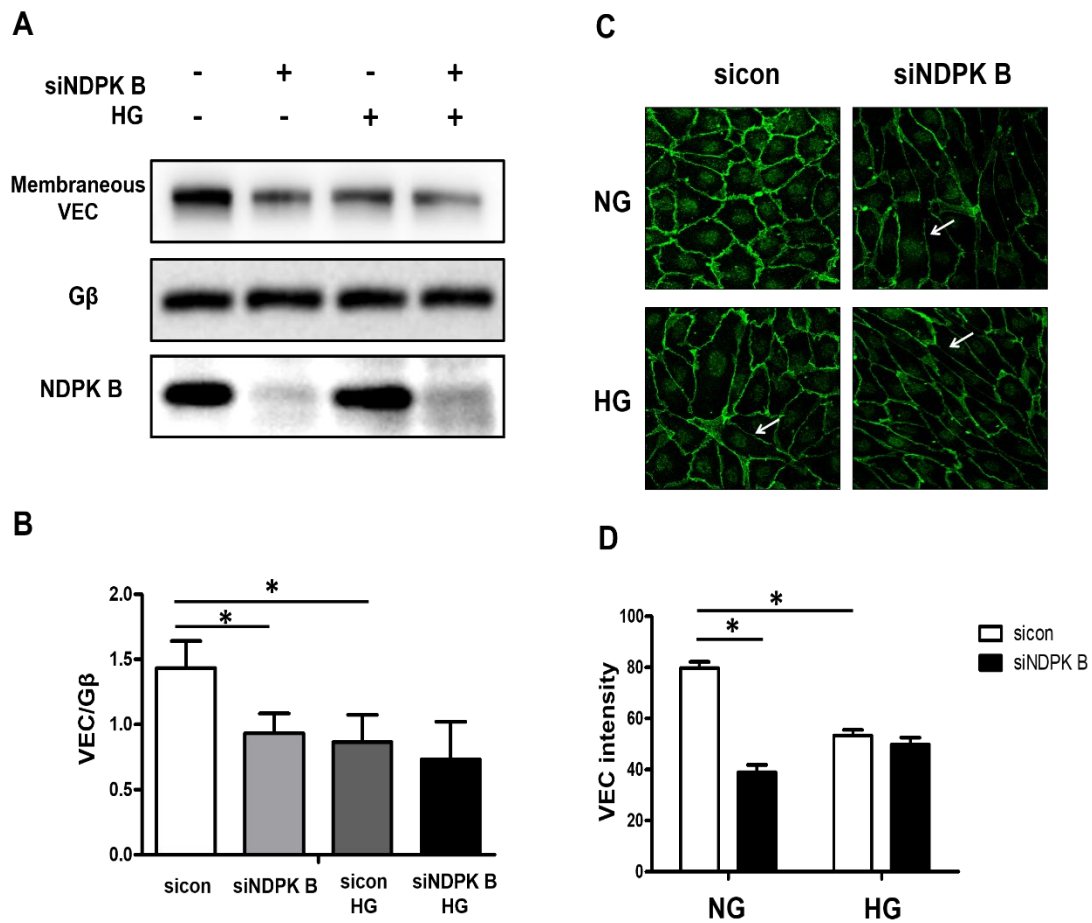 A
siNDPK B - + - +
HG - - + +
Membraneous
VEC
Gβ
NDPK B
B
VEC/Gβ
2.0
1.5
1.0
0.5
0.0
*
*
sicon siNDPK B sicon HG siNDPK B HG
C
sicon siNDPK B
NG
HG
D
VEC intensity
100
80
60
40
20
0
*
*
NG HG
sicon
siNDPK B